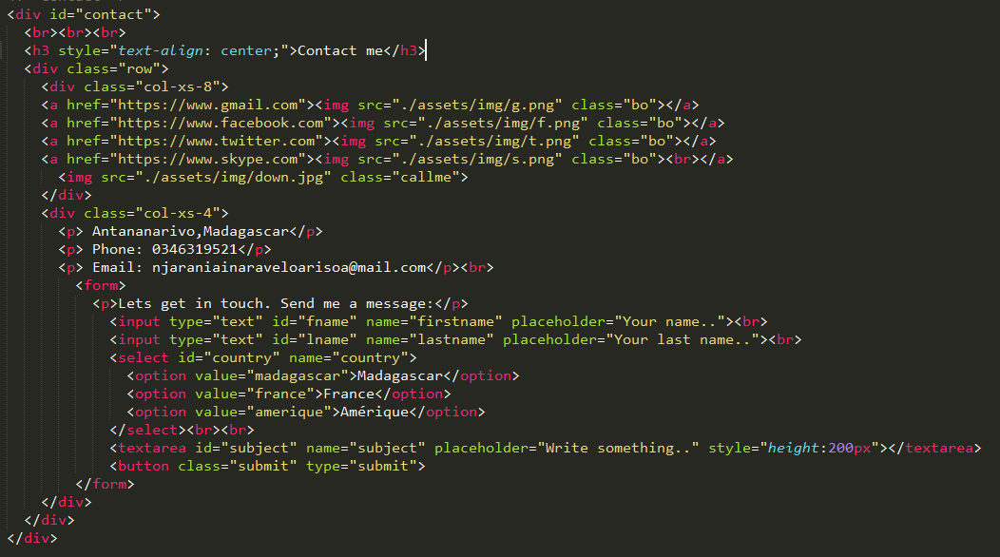 <div id="contact">
<br><br><br>
<h3 style="text-align: center;">Contact me</h3>
<div class="row">
<div class="col-xs-8">
<a href="https://www.gmail.com"><img src="./assets/img/g.png" class="bo"></a>
<a href="https://www.facebook.com"><img src="./assets/img/f.png" class="bo"></a>
<a href="https://www.twitter.com"><img src="./assets/img/t.png" class="bo"></a>
<a href="https://www.skype.com"><img src="./assets/img/s.png" class="bo"><br></a>
<img src="./assets/img/down.jpg" class="callme">
</div>
<div class="col-xs-4">
<p> Antananarivo,Madagascar</p>
<p> Phone: 0346319521</p>
<p> Email: njaraniainaraveloarisoa@mail.com</p><br>
<form>
<p>Lets get in touch. Send me a message:</p>
<input type="text" id="fname" name="firstname" placeholder="Your name.."><br>
<input type="text" id="lname" name="lastname" placeholder="Your last name.."><br>
<select id="country" name="country">
<option value="madagascar">Madagascar</option>
<option value="france">France</option>
<option value="amerique">Amérique</option>
</select><br><br>
<textarea id="subject" name="subject" placeholder="Write something.." style="height:200px"></textarea>
<button class="submit" type="submit">
</form>
</div>
</div>
</div>